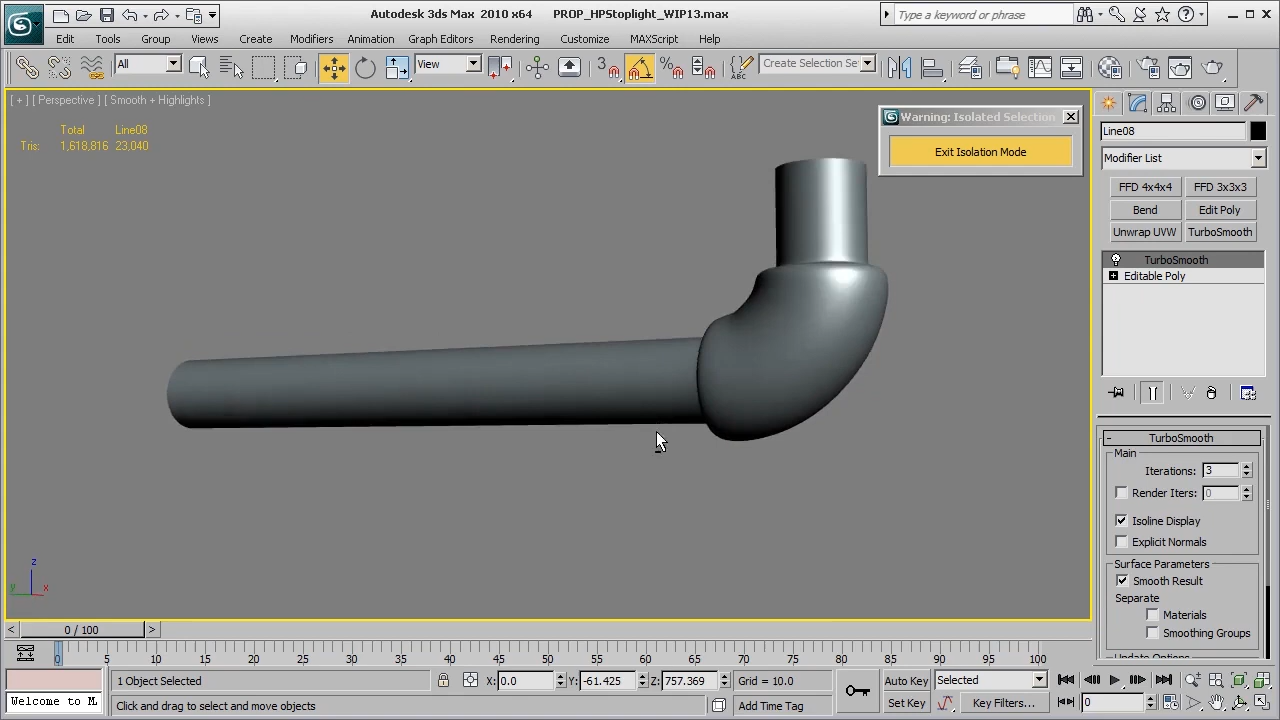 Autodesk 3ds Max 2010 x64 PROP_HPStoplight_WIP13.max
Type a keyword or phrase
Edit Tools Group Views Create Modifiers Animation Graph Editors Rendering Customize MAXScript Help
All View 3 Create Selection Se
[ + ] [ Perspective ] [ Smooth + Highlights ]
Total Line08
Tris: 1,618,816 23,040
Warning: Isolated Selection
Exit Isolation Mode
Line08
Modifier List
FFD 4x4x4 FFD 3x3x3
Bend Edit Poly
Unwrap UVW TurboSmooth
TurboSmooth
Editable Poly
- TurboSmooth
Main
Iterations: 3
Render Iters: 0
Isoline Display
Explicit Normals
Surface Parameters
Smooth Result
Separate
Materials
Smoothing Groups
Update Options
z
y x
< 0 / 100 >
0 5 10 15 20 25 30 35 40 45 50 55 60 65 70 75 80 85 90 95 100
1 Object Selected X: 0.0 Y: -61.425 Z: 757.369 Grid = 10.0 Auto Key Selected
Welcome to M Click and drag to select and move objects Add Time Tag Set Key Key Filters... 0